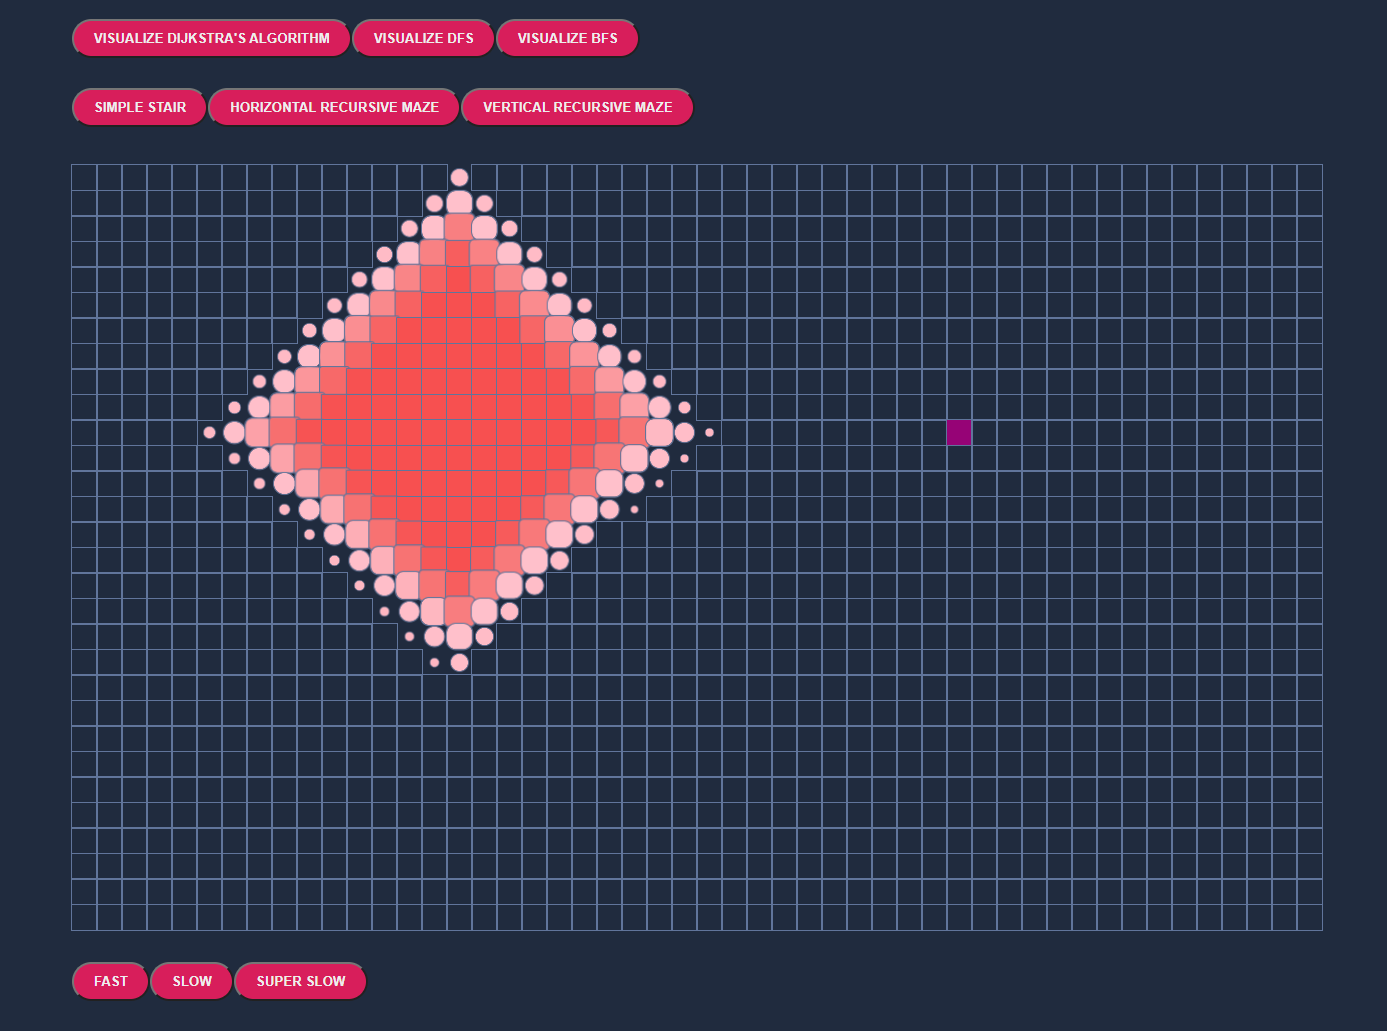 VISUALIZE DIJKSTRA'S ALGORITHM VISUALIZE DFS VISUALIZE BFS
SIMPLE STAIR HORIZONTAL RECURSIVE MAZE VERTICAL RECURSIVE MAZE
FAST SLOW SUPER SLOW